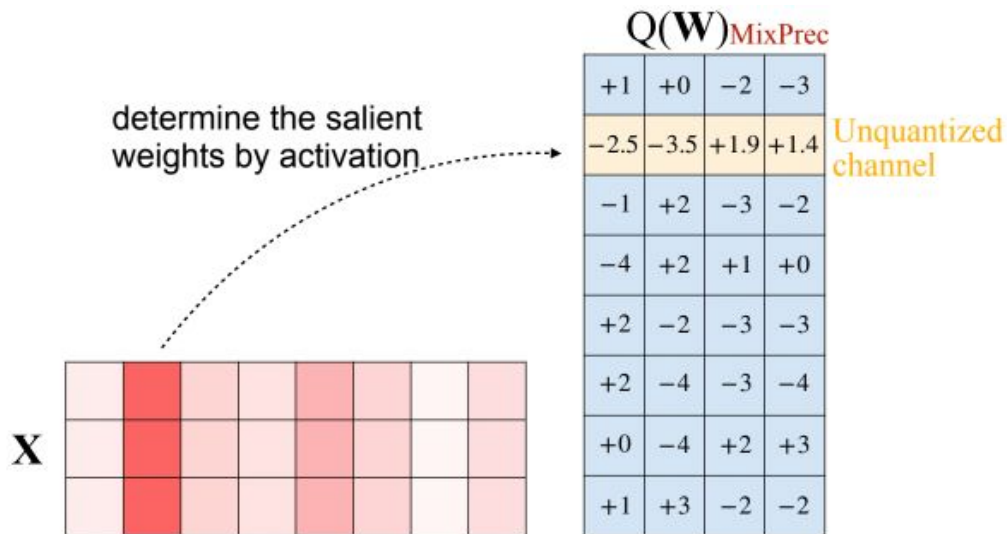 Q(W)MixPrec
+1 +0 −2 −3
determine the salient
weights by activation
−2.5 −3.5 +1.9 +1.4
Unquantized
channel
−1 +2 −3 −2
−4 +2 +1 +0
+2 −2 −3 −3
+2 −4 −3 −4
X
+0 −4 +2 +3
+1 +3 −2 −2